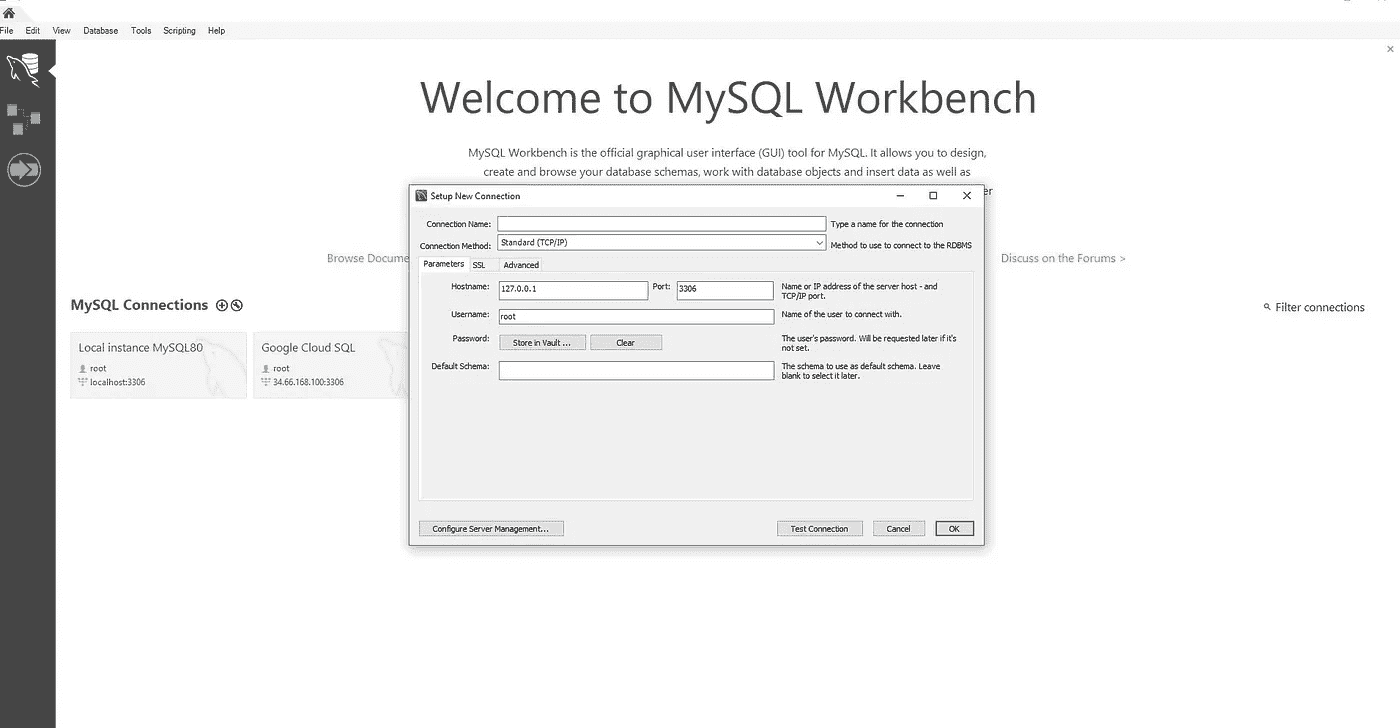 File Edit View Database Tools Scripting Help
Welcome to MySQL Workbench
MySQL Workbench is the official graphical user interface (GUI) tool for MySQL. It allows you to design,
create and browse your database schemas, work with database objects and insert data as well as
Setup New Connection
Connection Name: Type a name for the connection
Connection Method: Standard (TCP/IP) Method to use to connect to the RDBMS
Browse Docume
Discuss on the Forums >
Parameters SSL Advanced
Hostname: 127.0.0.1 Port: 3306 Name or IP address of the server host - and
TCP/IP port.
Username: root Name of the user to connect with.
Password: Store in Vault ... Clear The user's password. Will be requested later if it's
not set.
Default Schema: The schema to use as default schema. Leave
blank to select it later.
Configure Server Management... Test Connection Cancel OK
MySQL Connections
Filter connections
Local instance MySQL80
root
localhost:3306
Google Cloud SQL
root
34.66.168.100:3306